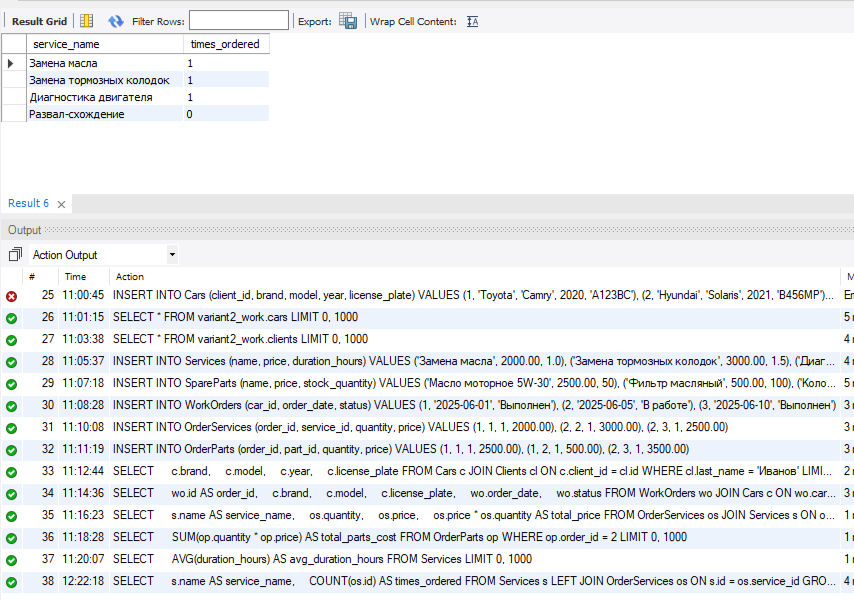 Result Grid Filter Rows: Export: Wrap Cell Content: IA
service_name times_ordered
Замена масла 1
Замена тормозных колодок 1
Диагностика двигателя 1
Развал-схождение 0
Result 6
Output
Action Output
# Time Action M
25 11:00:45 INSERT INTO Cars (client_id, brand, model, year, license_plate) VALUES (1, 'Toyota', 'Camry', 2020, 'A123BC'), (2, 'Hyundai', 'Solaris', 2021, 'B456MP')... Er
26 11:01:15 SELECT * FROM variant2_work.cars LIMIT 0, 1000 5 r
27 11:03:38 SELECT * FROM variant2_work.clients LIMIT 0, 1000 4 r
28 11:05:37 INSERT INTO Services (name, price, duration_hours) VALUES ('Замена масла', 2000.00, 1.0), ('Замена тормозных колодок', 3000.00, 1.5), ('Диаг... 4 r
29 11:07:18 INSERT INTO SpareParts (name, price, stock_quantity) VALUES ('Масло моторное 5W-30', 2500.00, 50), ('Фильтр масляный', 500.00, 100), ('Коло... 5 r
30 11:08:28 INSERT INTO WorkOrders (car_id, order_date, status) VALUES (1, '2025-06-01', 'Выполнен'), (2, '2025-06-05', 'В работе'), (3, '2025-06-10', 'Выполнен') 3 r
31 11:10:08 INSERT INTO OrderServices (order_id, service_id, quantity, price) VALUES (1, 1, 1, 2000.00), (2, 2, 1, 3000.00), (2, 3, 1, 2500.00) 3 r
32 11:11:19 INSERT INTO OrderParts (order_id, part_id, quantity, price) VALUES (1, 1, 1, 2500.00), (1, 2, 1, 500.00), (2, 3, 1, 3500.00) 3 r
33 11:12:44 SELECT c.brand, c.model, c.year, c.license_plate FROM Cars c JOIN Clients cl ON c.client_id = cl.id WHERE cl.last_name = 'Иванов' LIMI... 2 r
34 11:14:36 SELECT wo.id AS order_id, c.brand, c.model, c.license_plate, wo.order_date, wo.status FROM WorkOrders wo JOIN Cars c ON wo.car... 3 r
35 11:16:23 SELECT s.name AS service_name, os.quantity, os.price, os.price * os.quantity AS total_price FROM OrderServices os JOIN Services s ON o... 1 r
36 11:18:28 SELECT SUM(op.quantity * op.price) AS total_parts_cost FROM OrderParts op WHERE op.order_id = 2 LIMIT 0, 1000 1 r
37 11:20:07 SELECT AVG(duration_hours) AS avg_duration_hours FROM Services LIMIT 0, 1000 1 r
38 12:22:18 SELECT s.name AS service_name, COUNT(os.id) AS times_ordered FROM Services s LEFT JOIN OrderServices os ON s.id = os.service_id GRO... 4 r